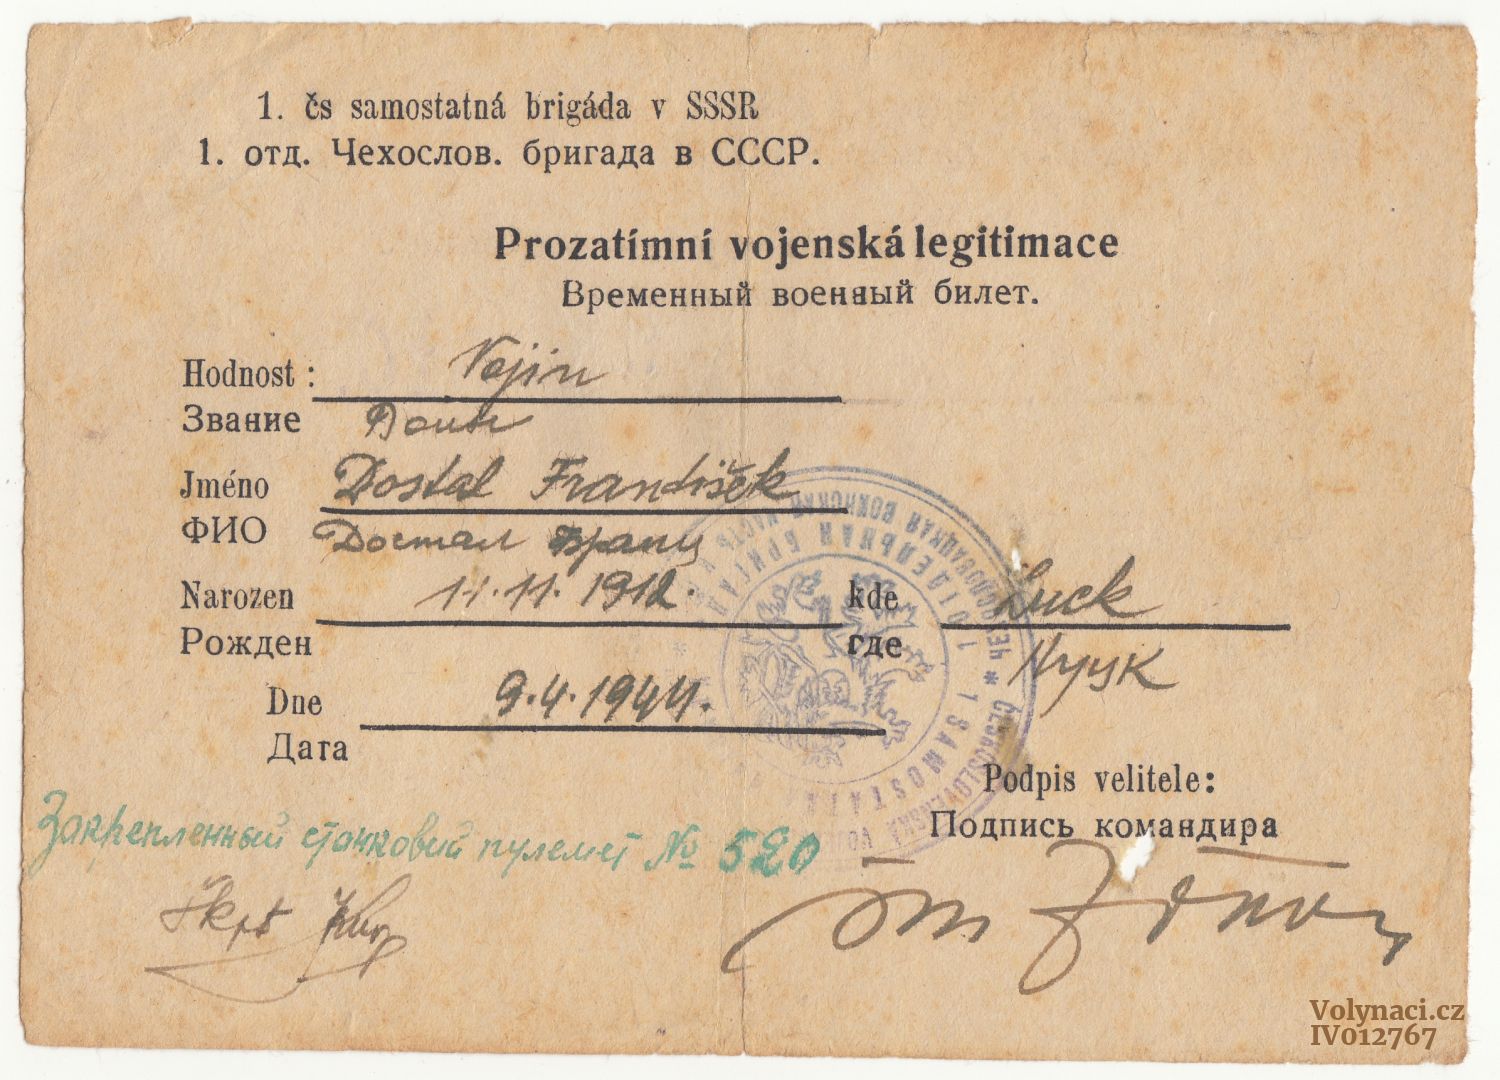 1. čs samostatná brigáda v SSSR
1. отд. Чехослов. бригада в СССР.
Prozatímní vojenská legitimace
Временный военный билет.
Hodnost : Vojín
Звание Воин
Jméno Dostal František
ФИО Достал Франц
Narozen 11.11.1912. kde Luck
Рожден где Луцк
Dne 9.4.1944.
Дата
Podpis velitele:
Подпись командира
Закрепленный станковый пулемет № 520
Volynaci.cz
IV012767